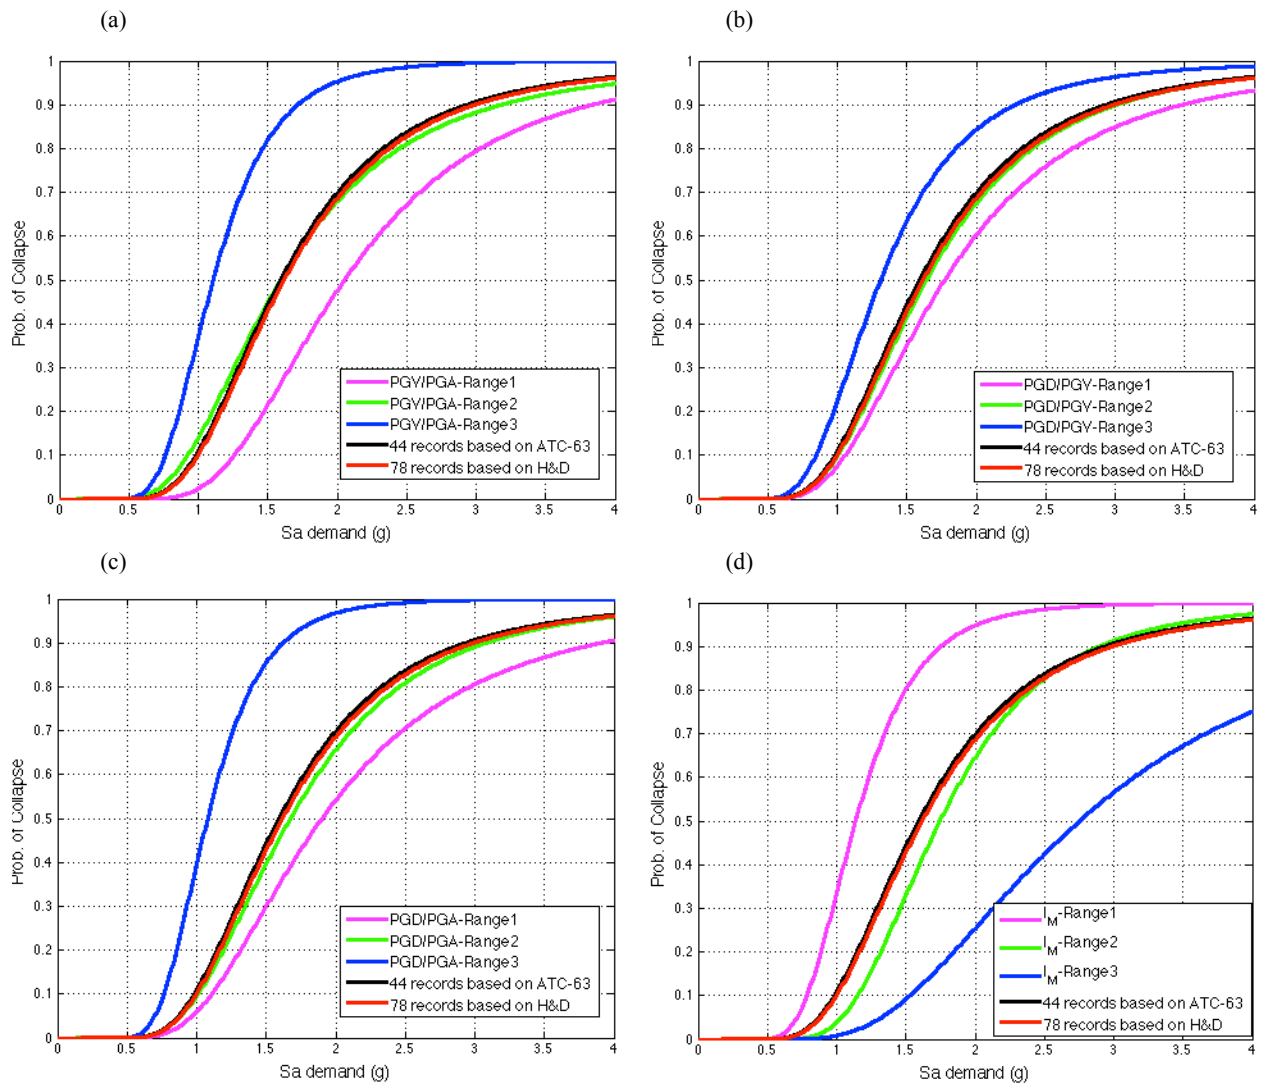 (a)
(b)
1
0.9
0.8
0.7
0.6
0.5
0.4
0.3
0.2
0.1
0
Prob. of Collapse
PGV/PGA-Range1
PGV/PGA-Range2
PGV/PGA-Range3
44 records based on ATC-63
78 records based on H&D
0 0.5 1 1.5 2 2.5 3 3.5 4
Sa demand (g)
1
0.9
0.8
0.7
0.6
0.5
0.4
0.3
0.2
0.1
0
Prob. of Collapse
PGD/PGV-Range1
PGD/PGV-Range2
PGD/PGV-Range3
44 records based on ATC-63
78 records based on H&D
0 0.5 1 1.5 2 2.5 3 3.5 4
Sa demand (g)
(c)
(d)
1
0.9
0.8
0.7
0.6
0.5
0.4
0.3
0.2
0.1
0
Prob. of Collapse
PGD/PGA-Range1
PGD/PGA-Range2
PGD/PGA-Range3
44 records based on ATC-63
78 records based on H&D
0 0.5 1 1.5 2 2.5 3 3.5 4
Sa demand (g)
1
0.9
0.8
0.7
0.6
0.5
0.4
0.3
0.2
0.1
0
Prob. of Collapse
I_M-Range1
I_M-Range2
I_M-Range3
44 records based on ATC-63
78 records based on H&D
0 0.5 1 1.5 2 2.5 3 3.5 4
Sa demand (g)